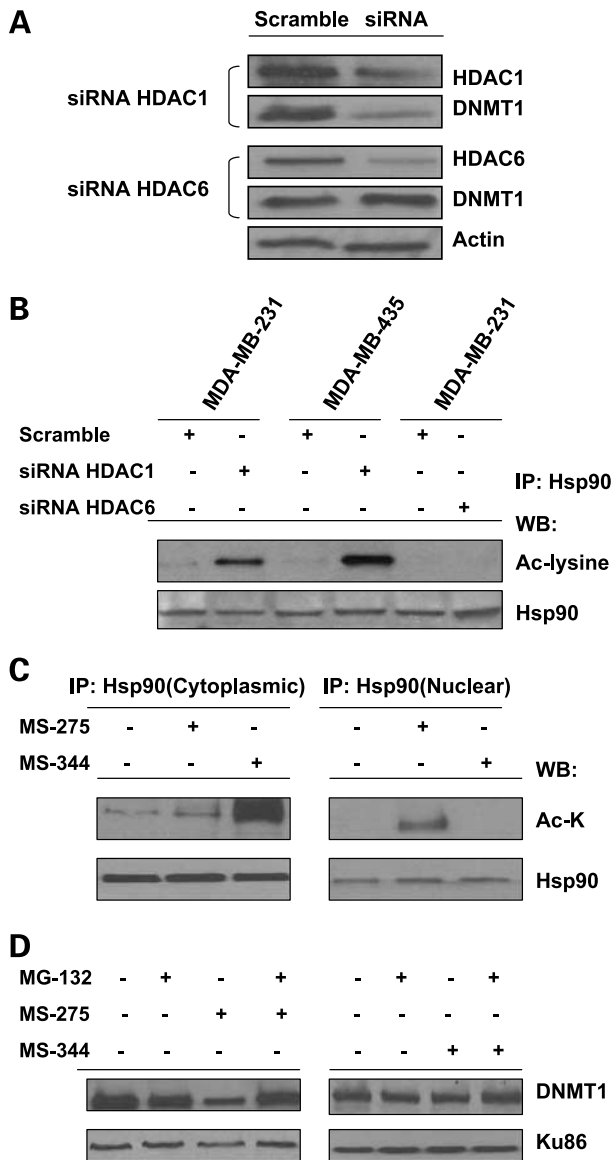 A
Scramble siRNA
siRNA HDAC1
HDAC1
DNMT1
siRNA HDAC6
HDAC6
DNMT1
Actin
B
MDA-MB-231 MDA-MB-435 MDA-MB-231
Scramble + - + - + -
siRNA HDAC1 - + - + - -
IP: Hsp90
siRNA HDAC6 - - - - - +
WB:
Ac-lysine
Hsp90
C
IP: Hsp90(Cytoplasmic) IP: Hsp90(Nuclear)
MS-275 - + - - + -
MS-344 - - + - - +
WB:
Ac-K
Hsp90
D
MG-132 - + - + - + - +
MS-275 - - + + - - - -
MS-344 - - - - - - + +
DNMT1
Ku86